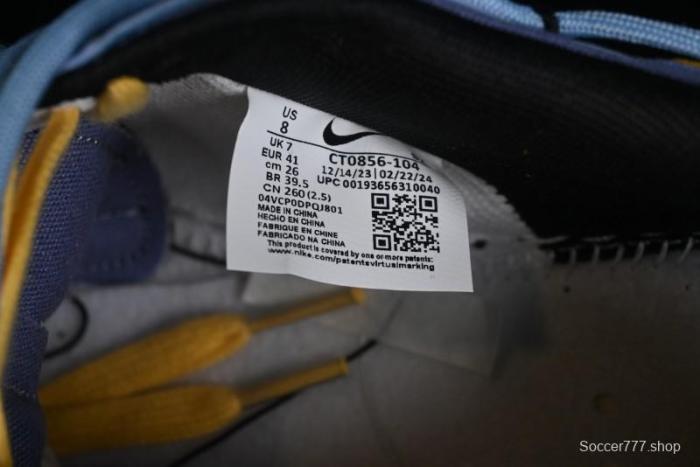 US
8
UK 7
EUR 41
cm 26
BR 39.5
CN 260 (2.5)
CT0856-104
12/14/23 | 02/22/24
UPC 00193656310040
04VCP0DPQJ801
MADE IN CHINA
HECHO EN CHINA
FABRIQUE EN CHINE
FABRICADO NA CHINA
This product is covered by one or more patents:
www.nike.com/patentsvirtualmarking
Soccer777.shop